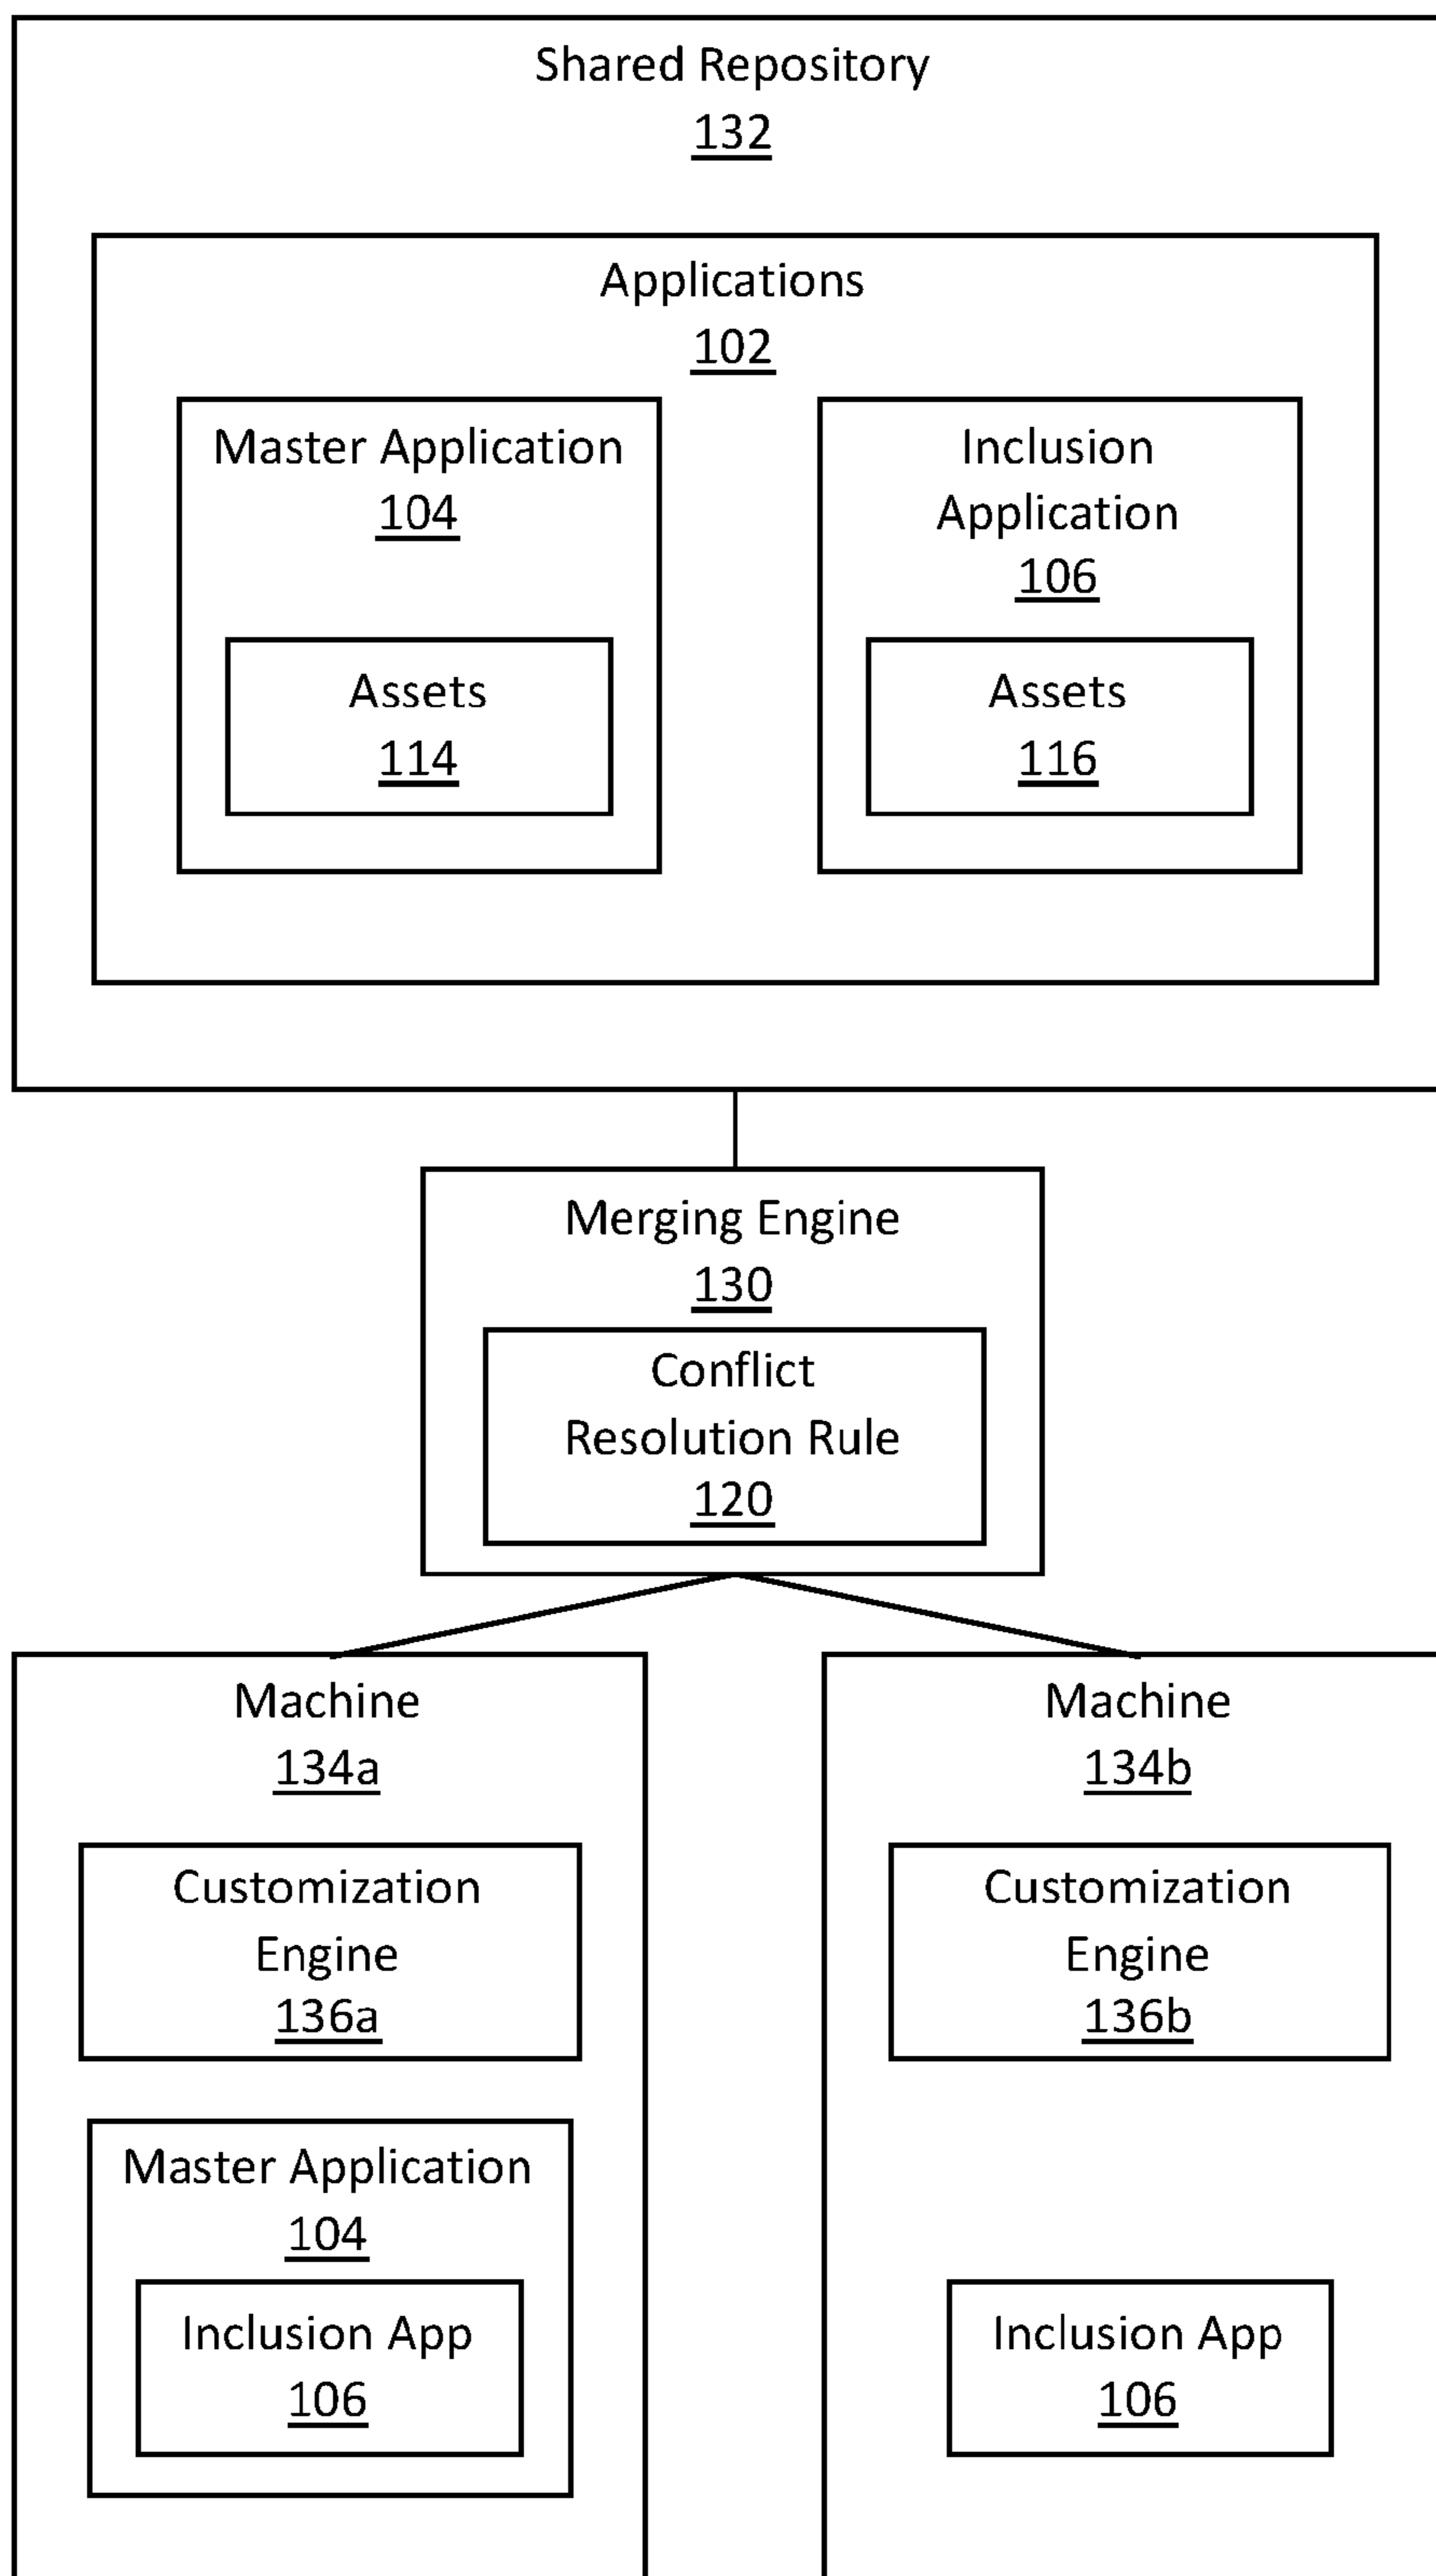 Shared Repository
132
Applications
102
Master Application
104
Assets
114
Inclusion
Application
106
Assets
116
Merging Engine
130
Conflict
Resolution Rule
120
Machine
134a
Customization
Engine
136a
Master Application
104
Inclusion App
106
Machine
134b
Customization
Engine
136b
Inclusion App
106